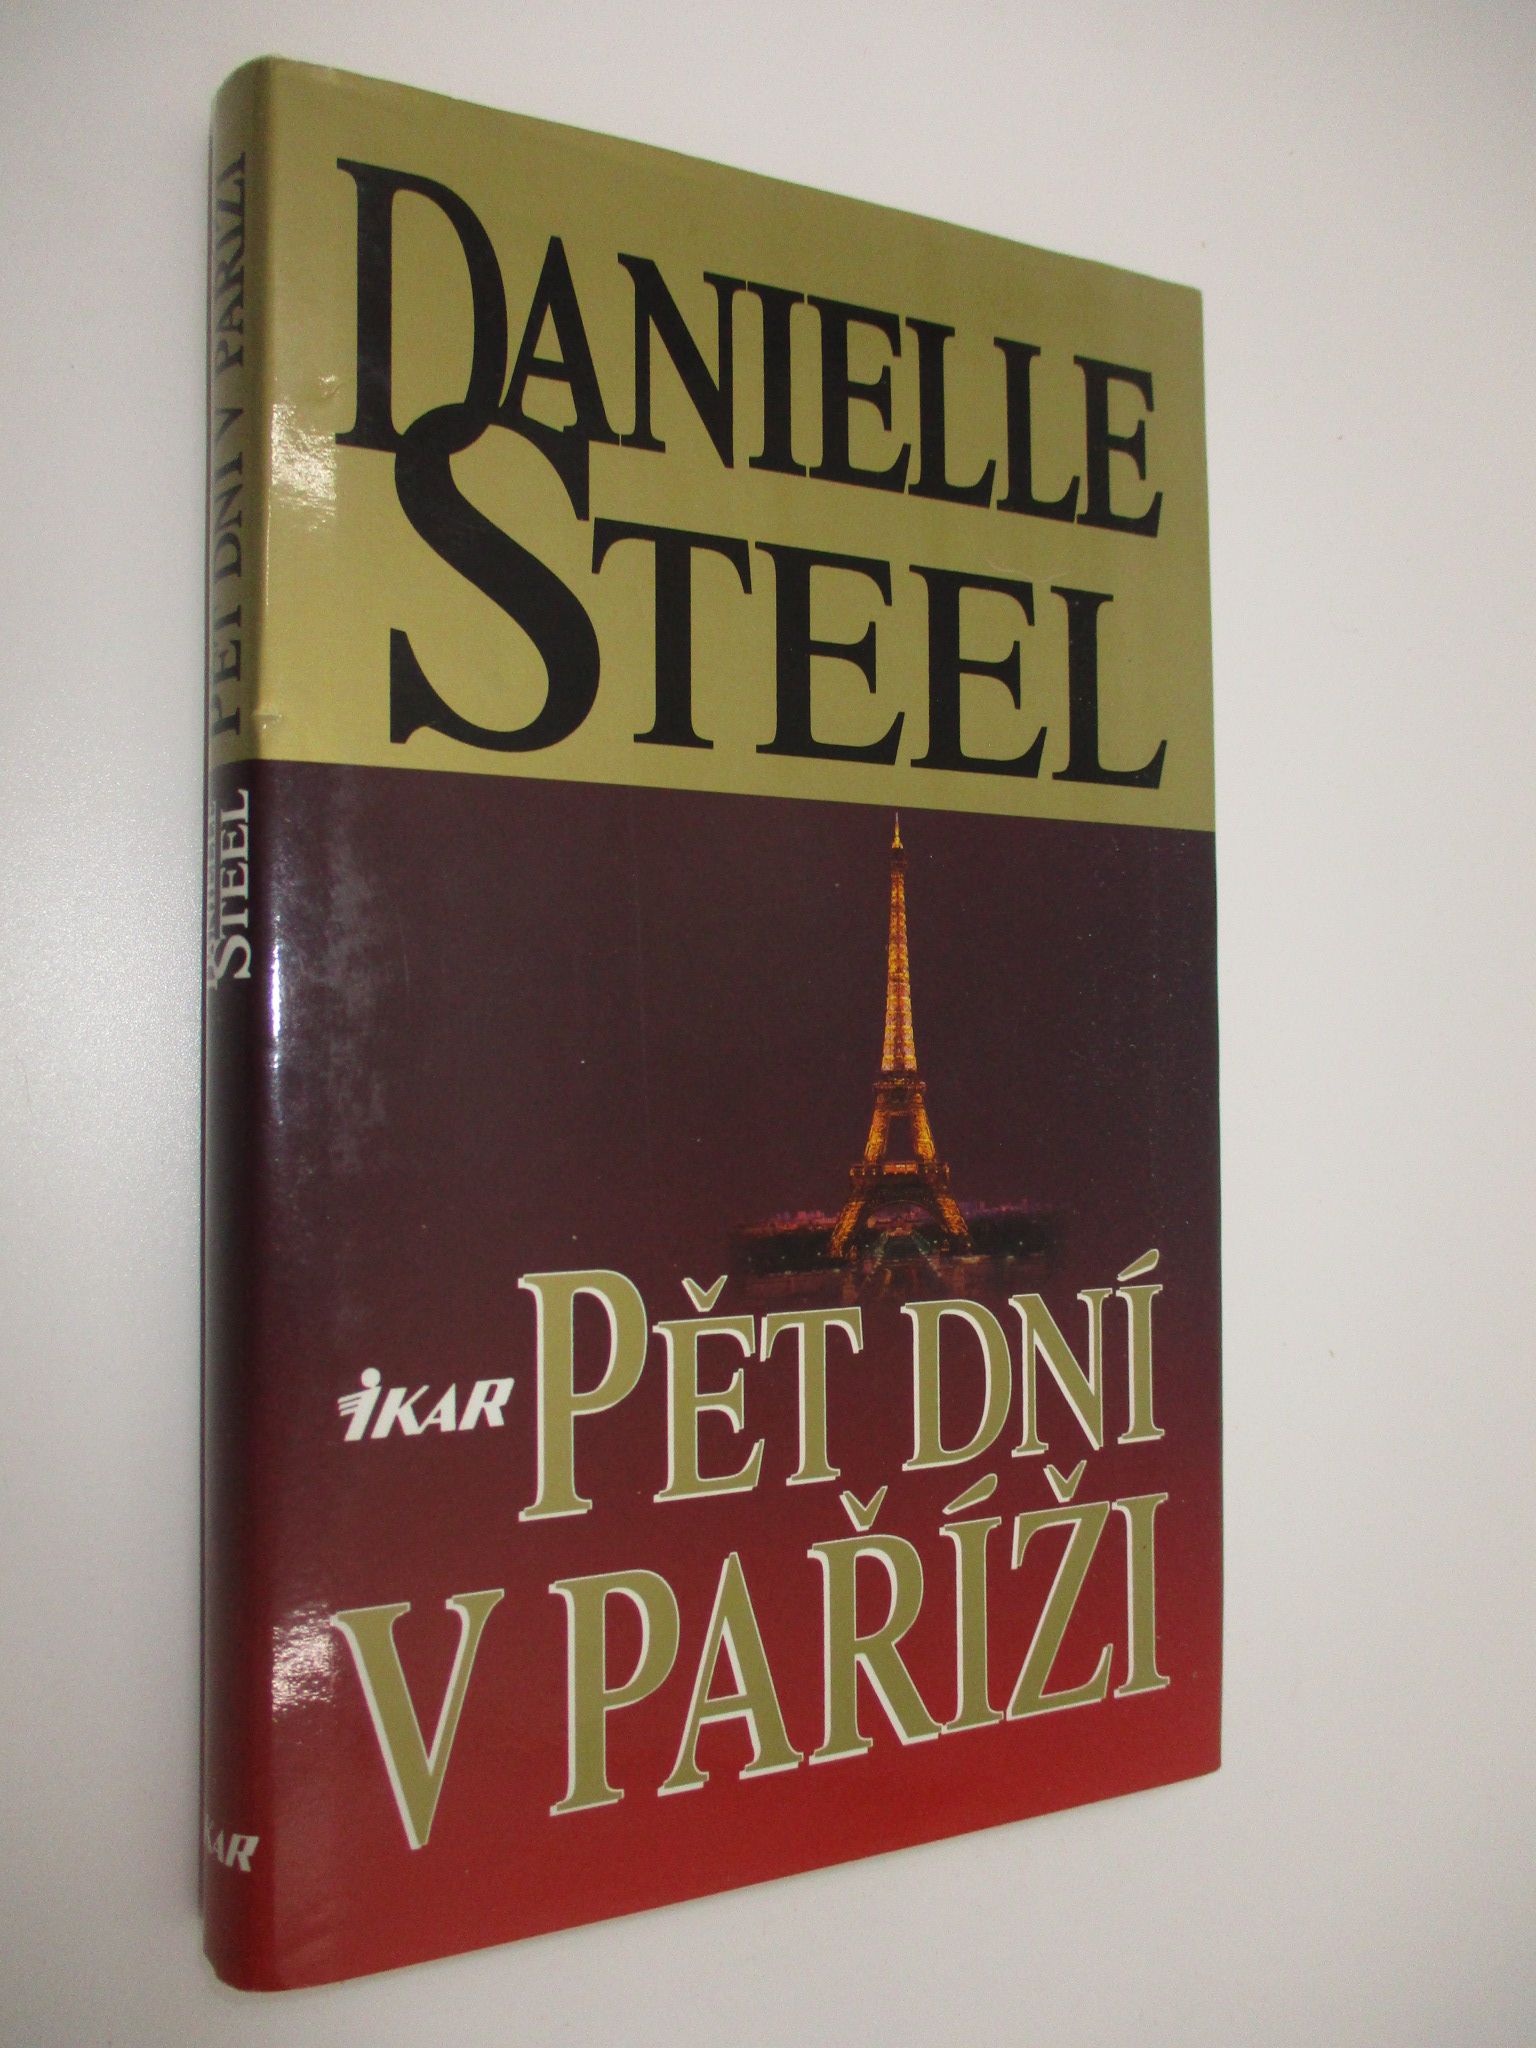 DANIELLE
STEEL
IKAR
PĚT DNÍ
V PAŘÍŽI
PĚT DNÍ V PAŘÍŽI
STEEL